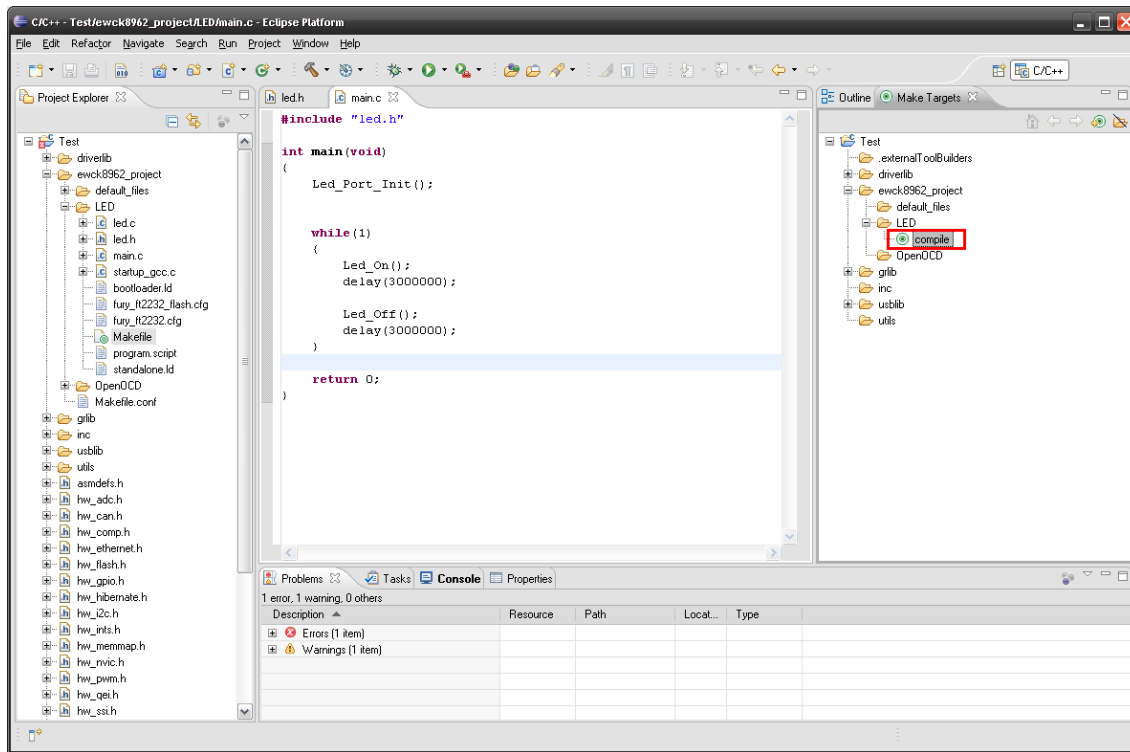 C/C++ - Test/ewck8962_project/LED/main.c - Eclipse Platform
File Edit Refactor Navigate Search Run Project Window Help
C/C++
Project Explorer
led.h
main.c
Outline
Make Targets
Test
driverlib
ewck8962_project
default_files
LED
led.c
led.h
main.c
startup_gcc.c
bootloader.ld
fury_ft2232_flash.cfg
fury_ft2232.cfg
Makefile
program.script
standalone.ld
OpenOCD
Makefile.conf
grlib
inc
usblib
utils
asmdefs.h
hw_adc.h
hw_can.h
hw_comp.h
hw_ethernet.h
hw_flash.h
hw_gpio.h
hw_hibernate.h
hw_i2c.h
hw_ints.h
hw_memmap.h
hw_nvic.h
hw_pwm.h
hw_qei.h
hw_ssi.h
#include "led.h"
int main(void)
{
Led_Port_Init();
while(1)
{
Led_On();
delay(3000000);
Led_Off();
delay(3000000);
}
return 0;
}
Test
.externalToolBuilders
driverlib
ewck8962_project
default_files
LED
compile
OpenOCD
grlib
inc
usblib
utils
Problems
Tasks
Console
Properties
1 error, 1 warning, 0 others
Description Resource Path Locat... Type
Errors (1 item)
Warnings (1 item)